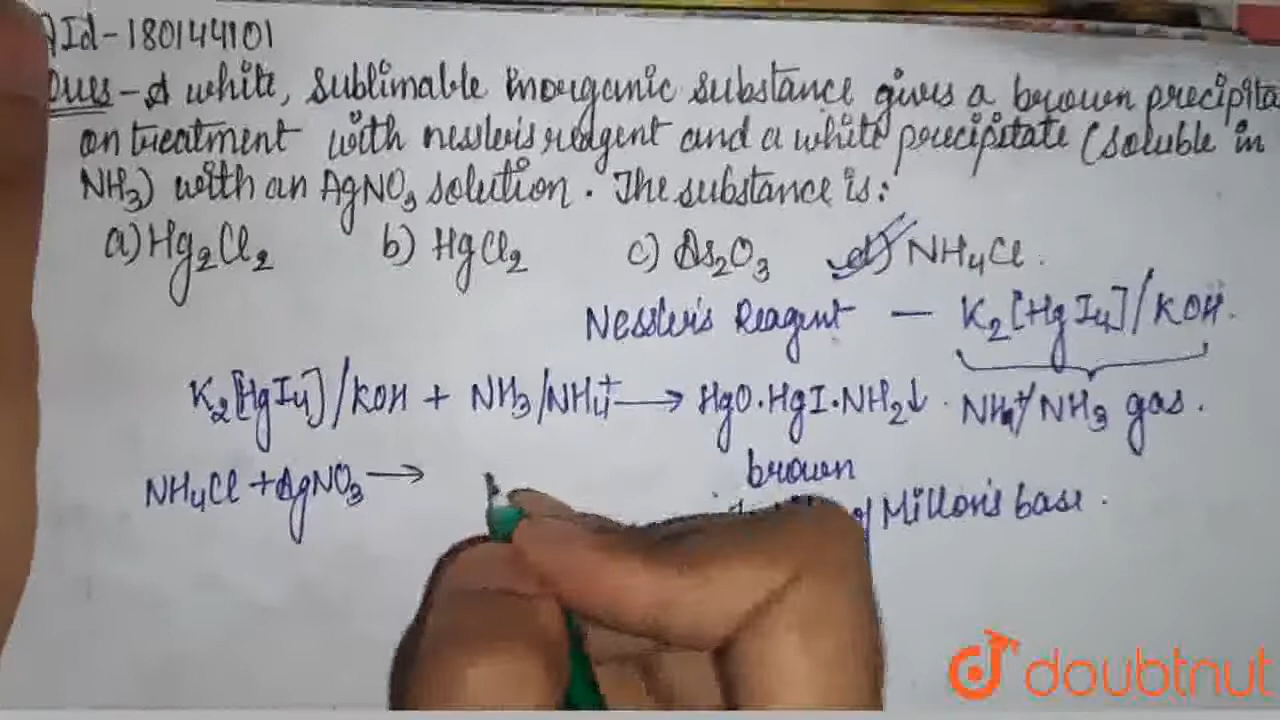 Id-180144101
Ques - A white, sublimable inorganic substance gives a brown precipita
on treatment with nessler's reagent and a white precipitate (soluble in
NH₃) with an AgNO₃ solution. The substance is:
a) Hg₂Cl₂ b) HgCl₂ c) As₂O₃ d) NH₄Cl.
Nessler's Reagent — K₂[HgI₄]/KOH.
K₂[HgI₄]/KOH + NH₃/NH₄⁺ → HgO.HgI.NH₂↓. NH₄⁺/NH₃ gas.
brown
NH₄Cl + AgNO₃ →
of Millon's base.
doubtnut